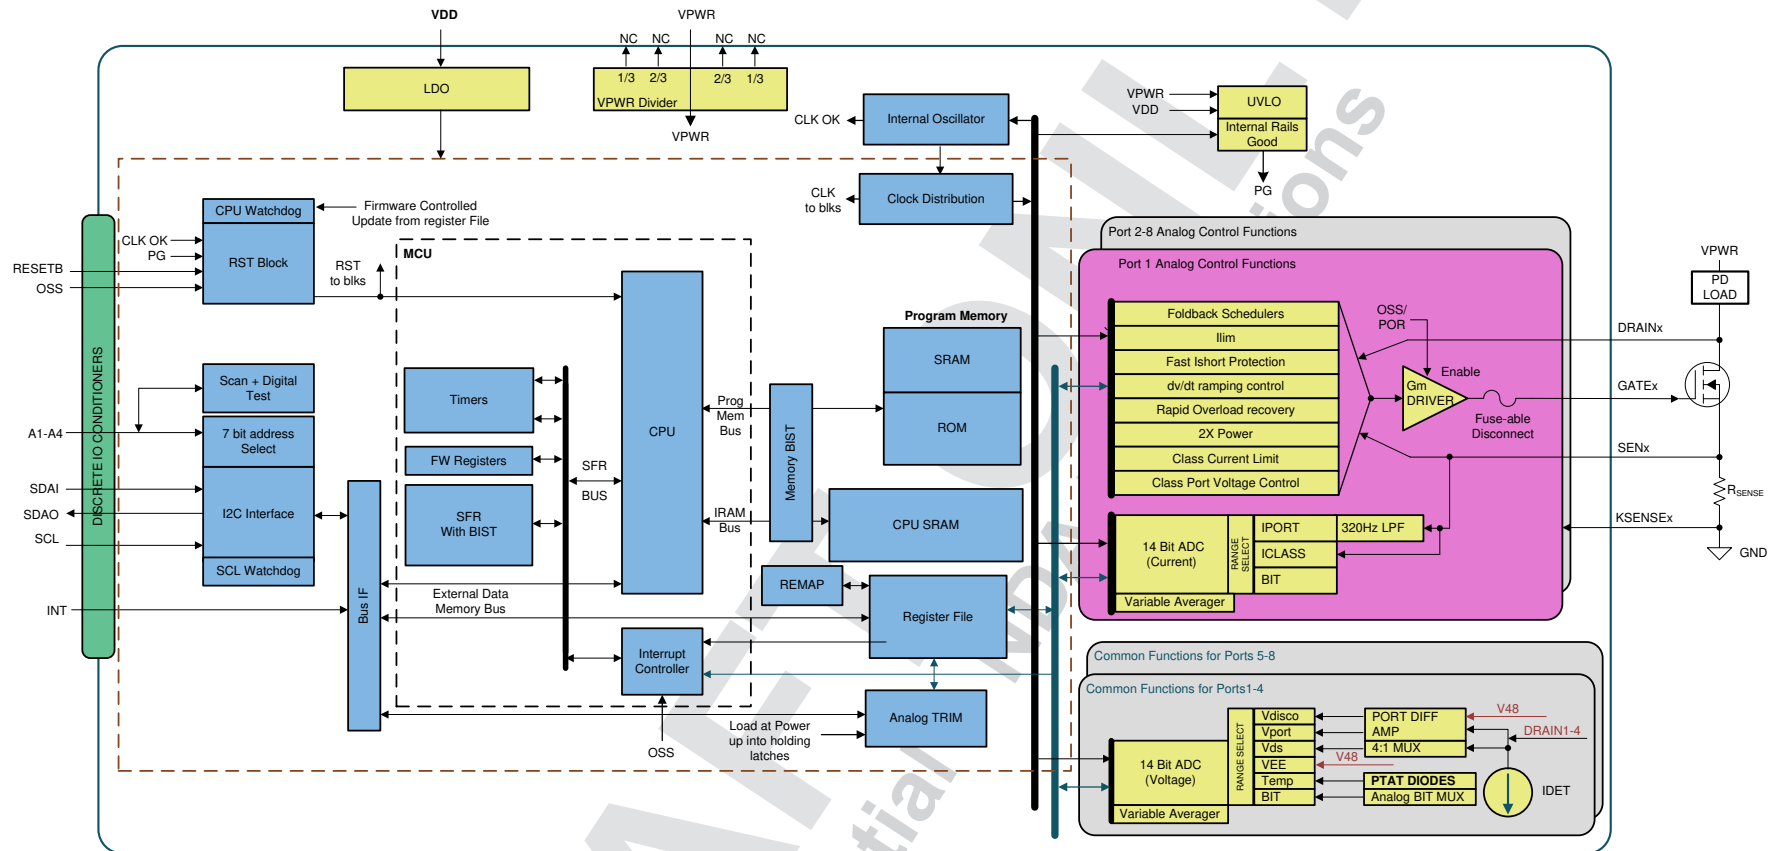 VDD
VPWR
NC NC NC NC
1/3 2/3 2/3 1/3
LDO
VPWR Divider
VPWR
CLK OK
Internal Oscillator
VPWR
VDD
UVLO
Internal Rails
Good
PG
CLK
to blks
Clock Distribution
CPU Watchdog
Firmware Controlled
Update from register File
CLK OK
PG
RESETB
OSS
RST Block
RST
to blks
MCU
DISCRETE IO CONDITIONERS
Scan + Digital
Test
A1-A4
7 bit address
Select
SDAI
SDAO
SCL
I2C Interface
SCL Watchdog
INT
Bus IF
Timers
FW Registers
SFR
With BIST
SFR
BUS
CPU
External Data
Memory Bus
Interrupt
Controller
OSS
Prog
Mem
Bus
IRAM
Bus
Memory BIST
Program Memory
SRAM
ROM
CPU SRAM
REMAP
Register File
Analog TRIM
Load at Power
up into holding
latches
Port 2-8 Analog Control Functions
Port 1 Analog Control Functions
Foldback Schedulers
Ilim
Fast Ishort Protection
dv/dt ramping control
Rapid Overload recovery
2X Power
Class Current Limit
Class Port Voltage Control
OSS/
POR
Enable
Gm
DRIVER
Fuse-able
Disconnect
14 Bit ADC
(Current)
RANGE
SELECT
IPORT
320Hz LPF
ICLASS
BIT
Variable Averager
VPWR
PD
LOAD
DRAINx
GATEx
SENx
RSENSE
KSENSEx
GND
Common Functions for Ports 5-8
Common Functions for Ports1-4
14 Bit ADC
(Voltage)
Variable Averager
RANGE SELECT
Vdisco
Vport
Vds
VEE
Temp
BIT
PORT DIFF
AMP
4:1 MUX
V48
DRAIN1-4
V48
PTAT DIODES
Analog BIT MUX
IDET